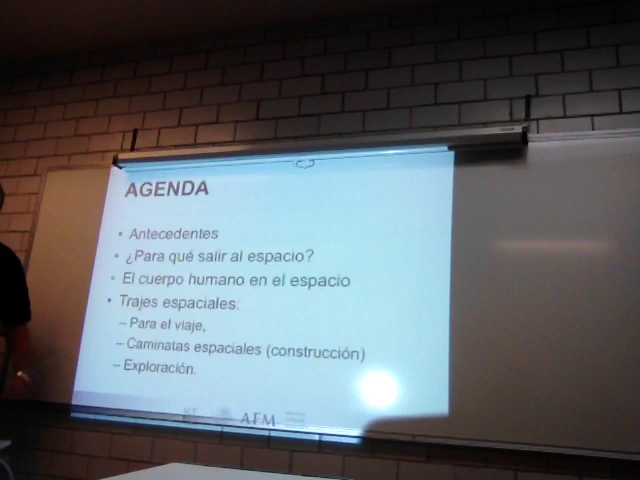 AGENDA
• Antecedentes
• ¿Para qué salir al espacio?
• El cuerpo humano en el espacio
• Trajes espaciales:
– Para el viaje,
– Caminatas espaciales (construcción)
– Exploración.
AEM